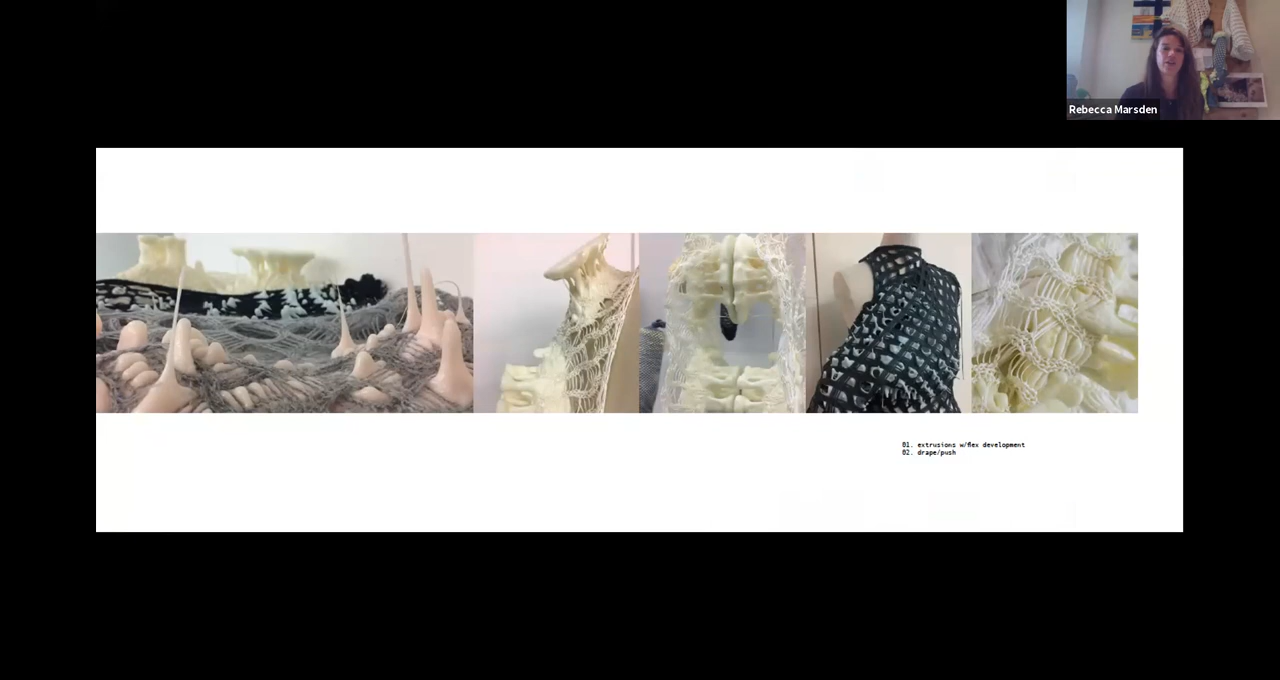 Rebecca Marsden
01. extrusions w/flex development
02. drape/push